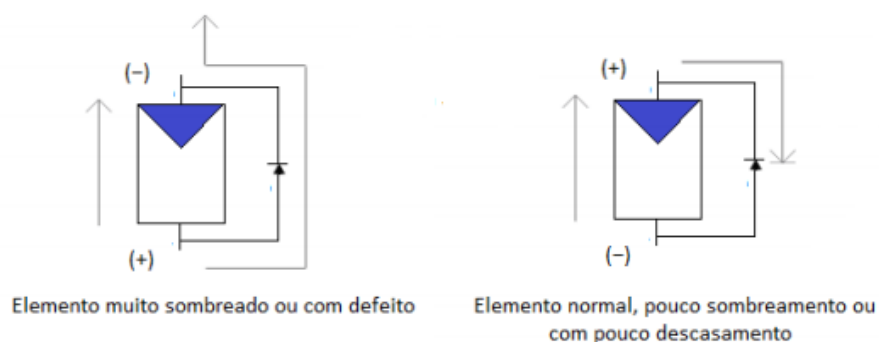 (−)
(+)
Elemento muito sombreado ou com defeito
(+)
(−)
Elemento normal, pouco sombreamento ou
com pouco descasamento